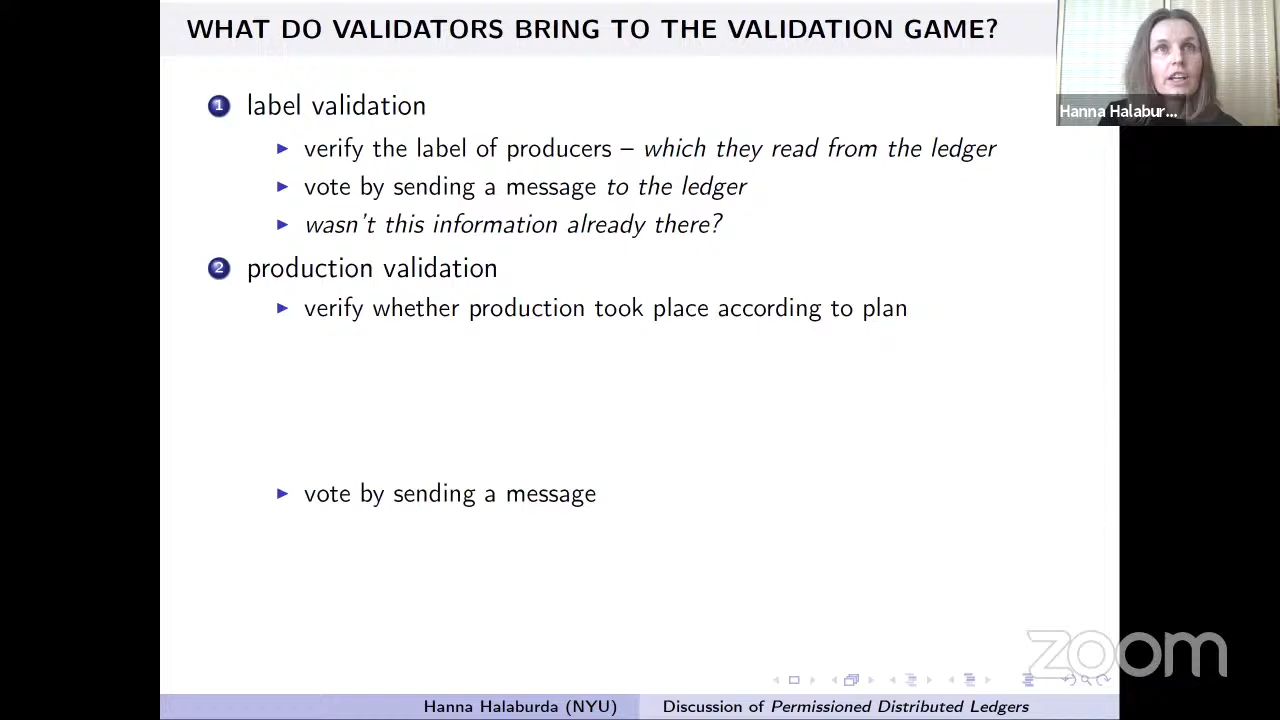 WHAT DO VALIDATORS BRING TO THE VALIDATION GAME?
Hanna Halabur...
1 label validation
▶ verify the label of producers – which they read from the ledger
▶ vote by sending a message to the ledger
▶ wasn't this information already there?
2 production validation
▶ verify whether production took place according to plan
▶ vote by sending a message
zoom
Hanna Halaburda (NYU) Discussion of Permissioned Distributed Ledgers